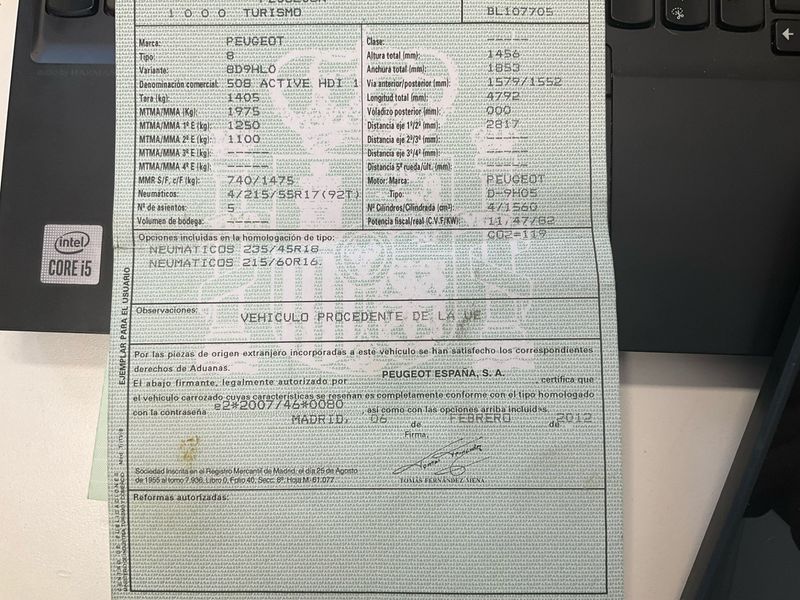 1 0 0 0 TURISMO
BL107705
Marca: PEUGEOT
Tipo: 8
Variante: 8D9HL0
Denominación comercial: 508 ACTIVE HDI 1
Tara (kg): 1405
MTMA/MMA (Kg): 1975
MTMA/MMA 1º E (kg): 1250
MTMA/MMA 2º E (kg): 1100
MTMA/MMA 3º E (kg): -----
MTMA/MMA 4º E (kg): -----
MMR S/F, c/F (kg): 740/1475
Neumáticos: 4/215/55R17(92T)
Nº de asientos: 5
Volumen de bodega: -----
Clase: -----
Altura total (mm): 1456
Anchura total (mm): 1853
Vía anterior/posterior (mm): 1579/1552
Longitud total (mm): 4792
Voladizo posterior (mm): 000
Distancia eje 1º/2º (mm): 2817
Distancia eje 2º/3º (mm): -----
Distancia eje 3º/4º (mm): -----
Distancia 5ª rueda/últ. (mm): -----
Motor: Marca: PEUGEOT
Tipo: D-9H05
Nº Cilindros/Cilindrada (cm³): 4/1560
Potencia fiscal/real (C.V.F/KW): 11,47/82
CO2=119
Opciones incluidas en la homologación de tipo:
NEUMATICOS 235/45R18
NEUMATICOS 215/60R16.
Observaciones:
VEHICULO PROCEDENTE DE LA UE
Por las piezas de origen extranjero incorporadas a este vehículo se han satisfecho los correspondientes
derechos de Aduanas.
PEUGEOT ESPAÑA, S. A.
El abajo firmante, legalmente autorizado por , certifica que
el vehículo carrozado cuyas características se reseñan es completamente conforme con el tipo homologado
con la contraseña e2*2007/46*0080 , así como con las opciones arriba incluidas.
MADRID, 06 de FEBRERO de 2012
Firma:
TOMÁS FERNÁNDEZ MENA
Sociedad Inscrita en el Registro Mercantil de Madrid, el día 25 de Agosto
de 1955 al tomo 7.936, Libro 0, Folio 40, Secc. 8ª, Hoja M-61.077
Reformas autorizadas:
EJEMPLAR PARA EL USUARIO
intel
CORE i5